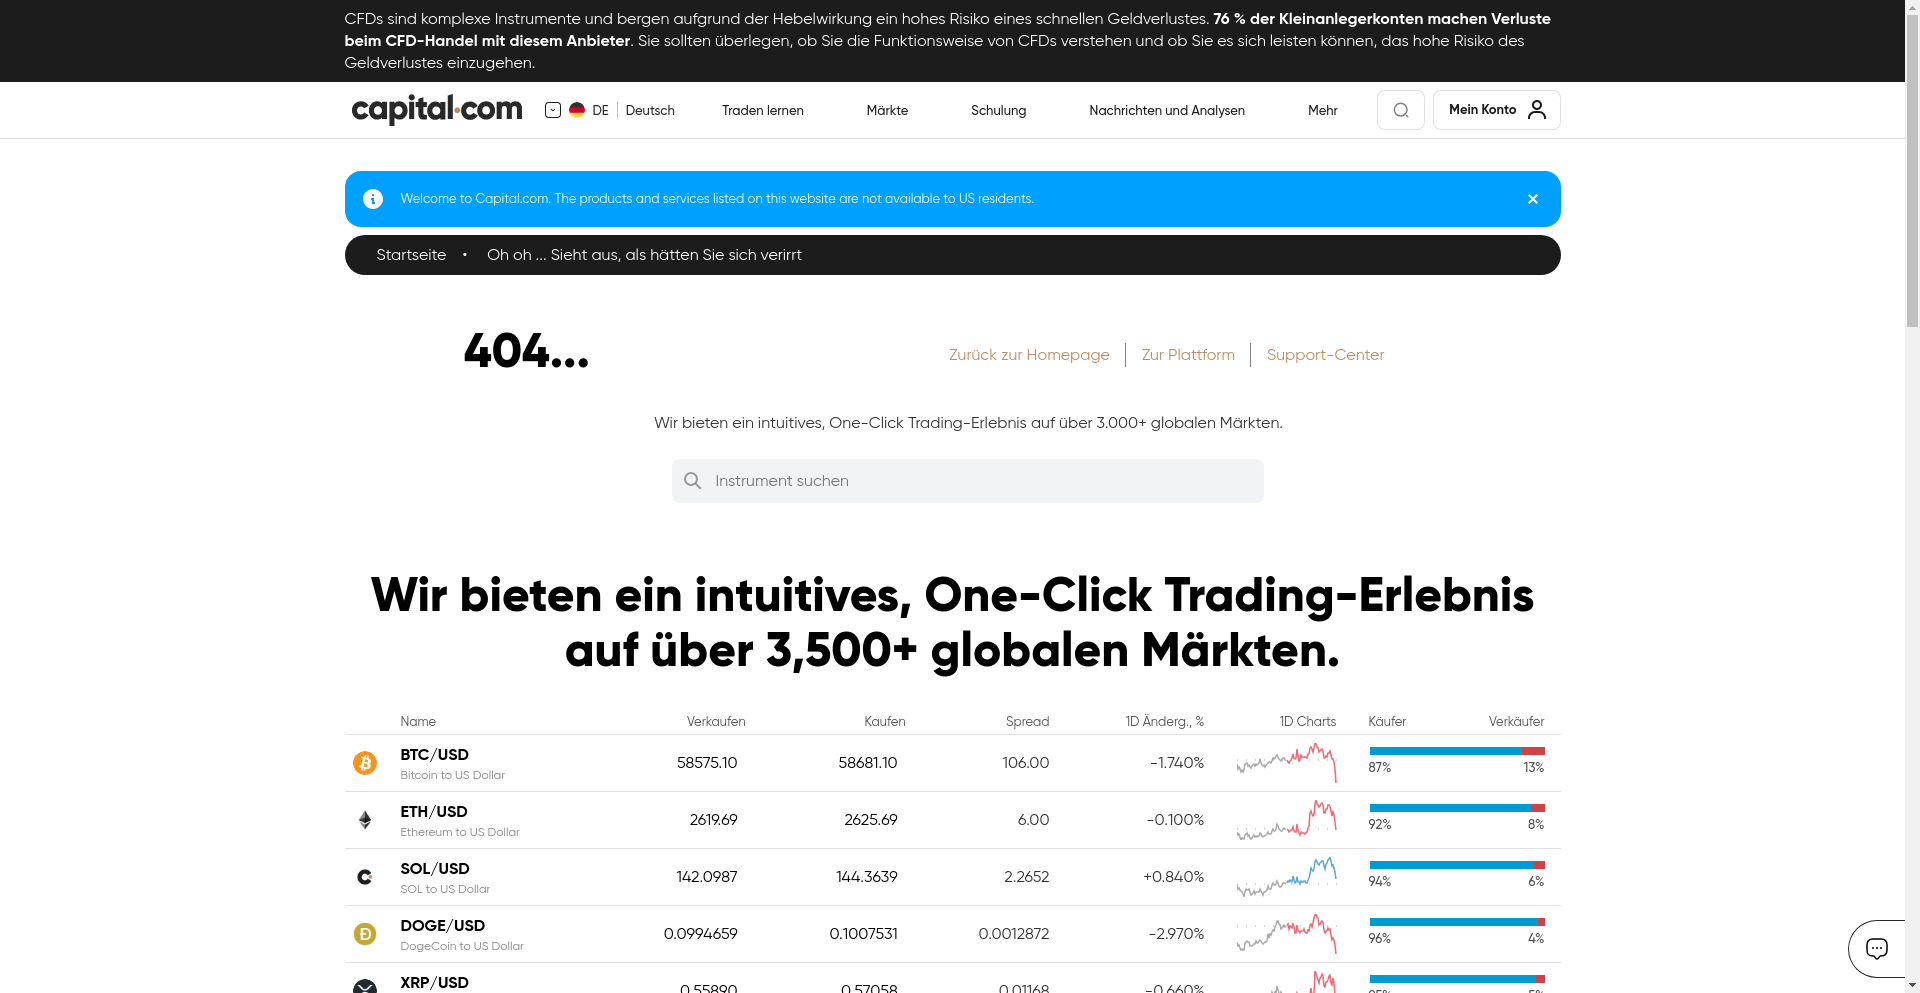 CFDs sind komplexe Instrumente und bergen aufgrund der Hebelwirkung ein hohes Risiko eines schnellen Geldverlustes. 76 % der Kleinanlegerkonten machen Verluste
beim CFD-Handel mit diesem Anbieter. Sie sollten überlegen, ob Sie die Funktionsweise von CFDs verstehen und ob Sie es sich leisten können, das hohe Risiko des
Geldverlustes einzugehen.
capital.com DE Deutsch Traden lernen Märkte Schulung Nachrichten und Analysen Mehr Mein Konto
Welcome to Capital.com. The products and services listed on this website are not available to US residents.
Startseite • Oh oh ... Sieht aus, als hätten Sie sich verirrt
404...
Zurück zur Homepage Zur Plattform Support-Center
Wir bieten ein intuitives, One-Click Trading-Erlebnis auf über 3.000+ globalen Märkten.
Instrument suchen
Wir bieten ein intuitives, One-Click Trading-Erlebnis
auf über 3,500+ globalen Märkten.
Name Verkaufen Kaufen Spread 1D Änderg., % 1D Charts Käufer Verkäufer
BTC/USD 58575.10 58681.10 106.00 -1.740% 87% 13%
Bitcoin to US Dollar
ETH/USD 2619.69 2625.69 6.00 -0.100% 92% 8%
Ethereum to US Dollar
SOL/USD 142.0987 144.3639 2.2652 +0.840% 94% 6%
SOL to US Dollar
DOGE/USD 0.0994659 0.1007531 0.0012872 -2.970% 96% 4%
DogeCoin to US Dollar
XRP/USD 0.55890 0.57058 0.01168 -0.660%